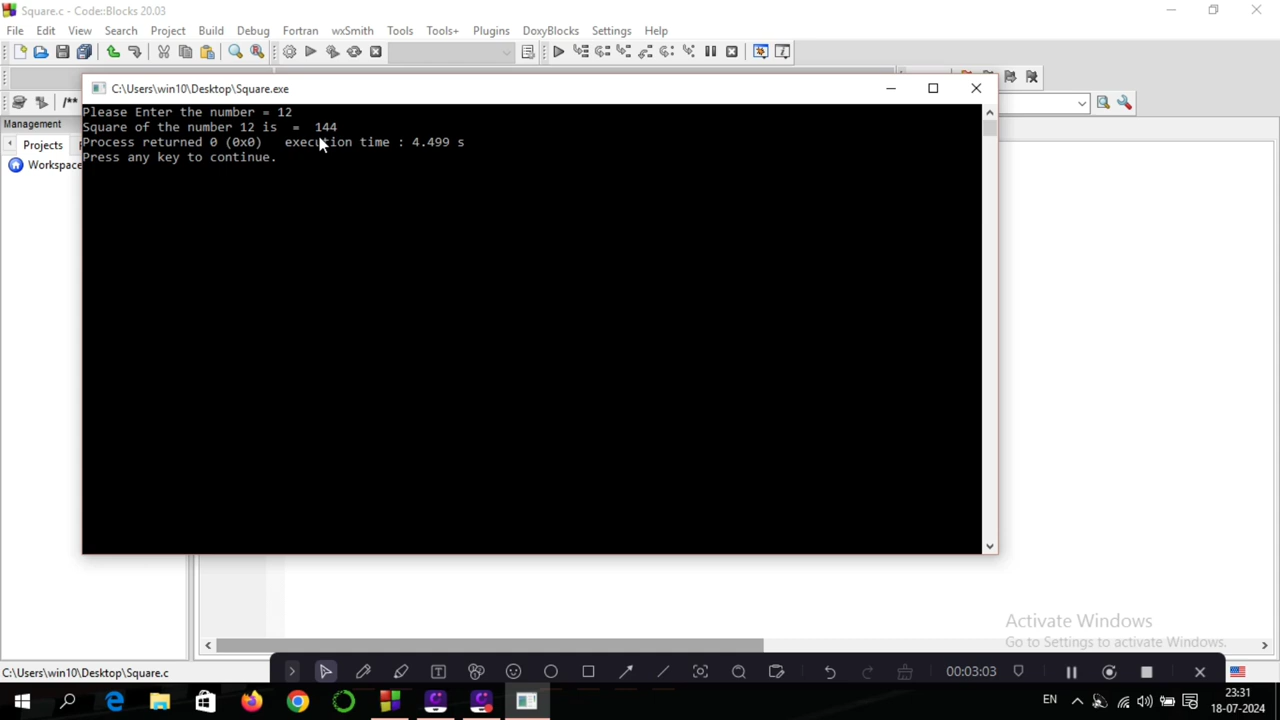 Square.c - Code::Blocks 20.03
File Edit View Search Project Build Debug Fortran wxSmith Tools Tools+ Plugins DoxyBlocks Settings Help
C:\Users\win10\Desktop\Square.exe
/**
Please Enter the number = 12
Square of the number 12 is  =  144
Process returned 0 (0x0)   execution time : 4.499 s
Press any key to continue.
Management
Projects
Workspace
Activate Windows
Go to Settings to activate Windows.
C:\Users\win10\Desktop\Square.c
00:03:03
EN
23:31
18-07-2024